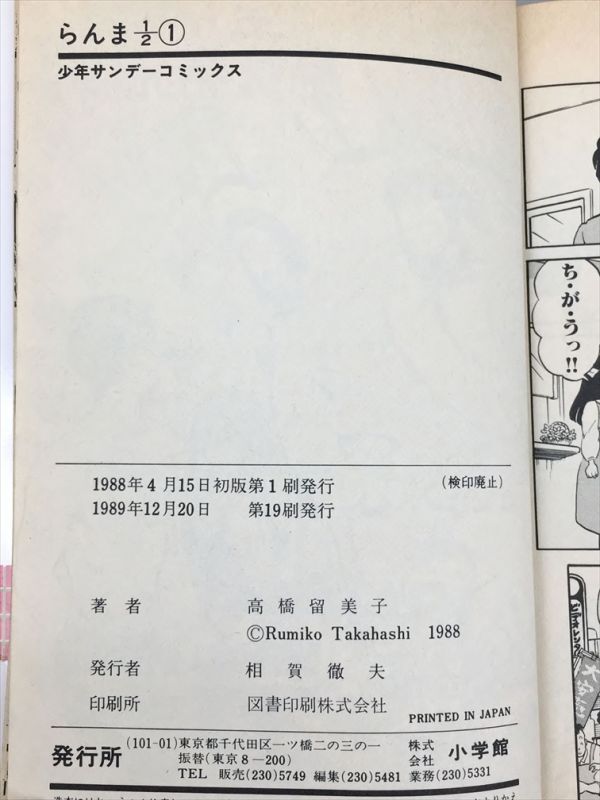 らんま½①
少年サンデーコミックス
1988年4月15日初版第1刷発行
(検印廃止)
1989年12月20日 第19刷発行
著者 高橋留美子
©Rumiko Takahashi 1988
発行者 相賀徹夫
印刷所 図書印刷株式会社
PRINTED IN JAPAN
発行所
(101-01)東京都千代田区一ツ橋二の三の一
振替(東京8-200)
TEL 販売(230)5749 編集(230)5481 業務(230)5331
株式会社 小学館
ち・が・うっ!!